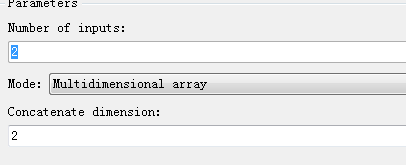 Parameters
Number of inputs:
2
Mode: Multidimensional array
Concatenate dimension:
2